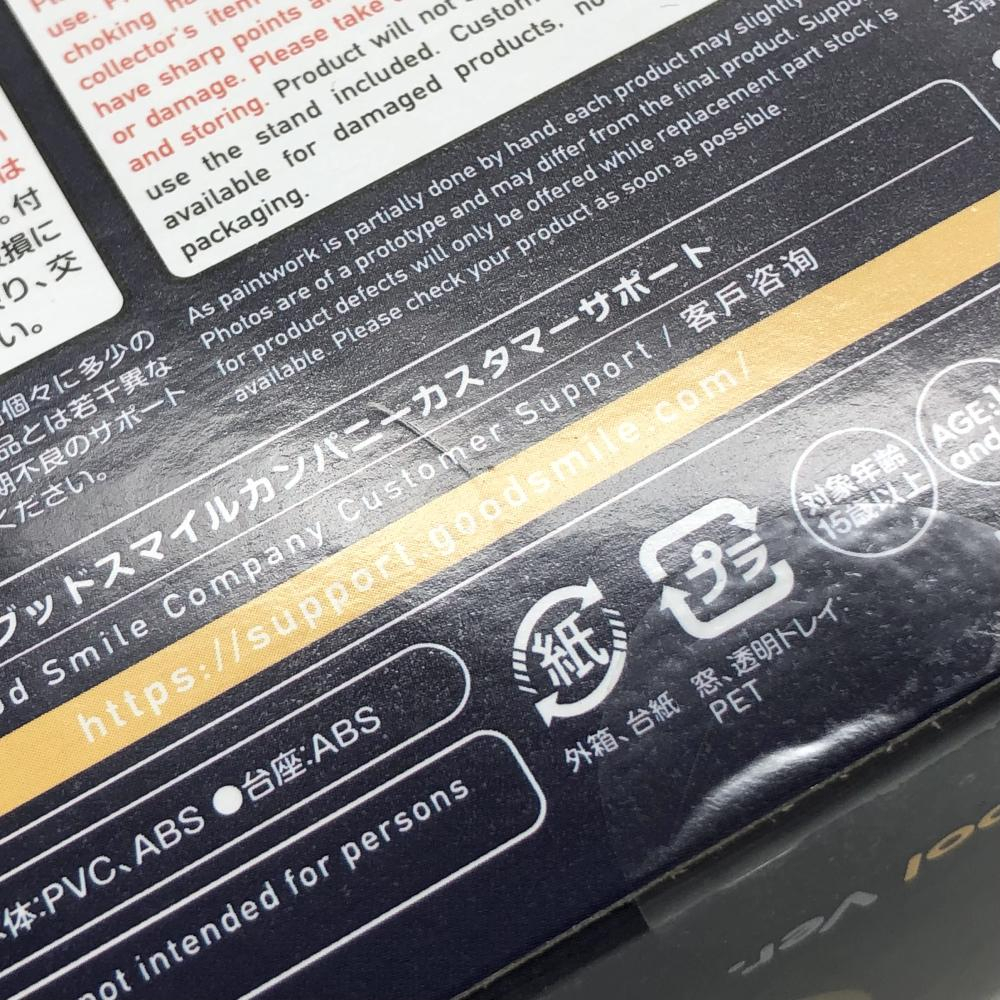 use.
choking ha
collector's item
have sharp points a
or damage. Please take
and storing. Product will not
use the stand included. Custom
available for damaged products, no
packaging.
は
。付
損に
り、交
い。
As paintwork is partially done by hand, each product may slightly
Photos are of a prototype and may differ from the final product. Suppo
for product defects will only be offered while replacement part stock is
available. Please check your product as soon as possible.
個々に多少の
品とは若干異な
期不良のサポート
ください。
还请
グッドスマイルカンパニーカスタマーサポート
od Smile Company Customer Support / 客戶咨询
https://support.goodsmile.com/
体:PVC、ABS ●台座:ABS
not intended for persons
紙
外箱、台紙
プラ
窓、透明トレイ:
PET
対象年齢
15歳以上
AGE:1
and
ver.